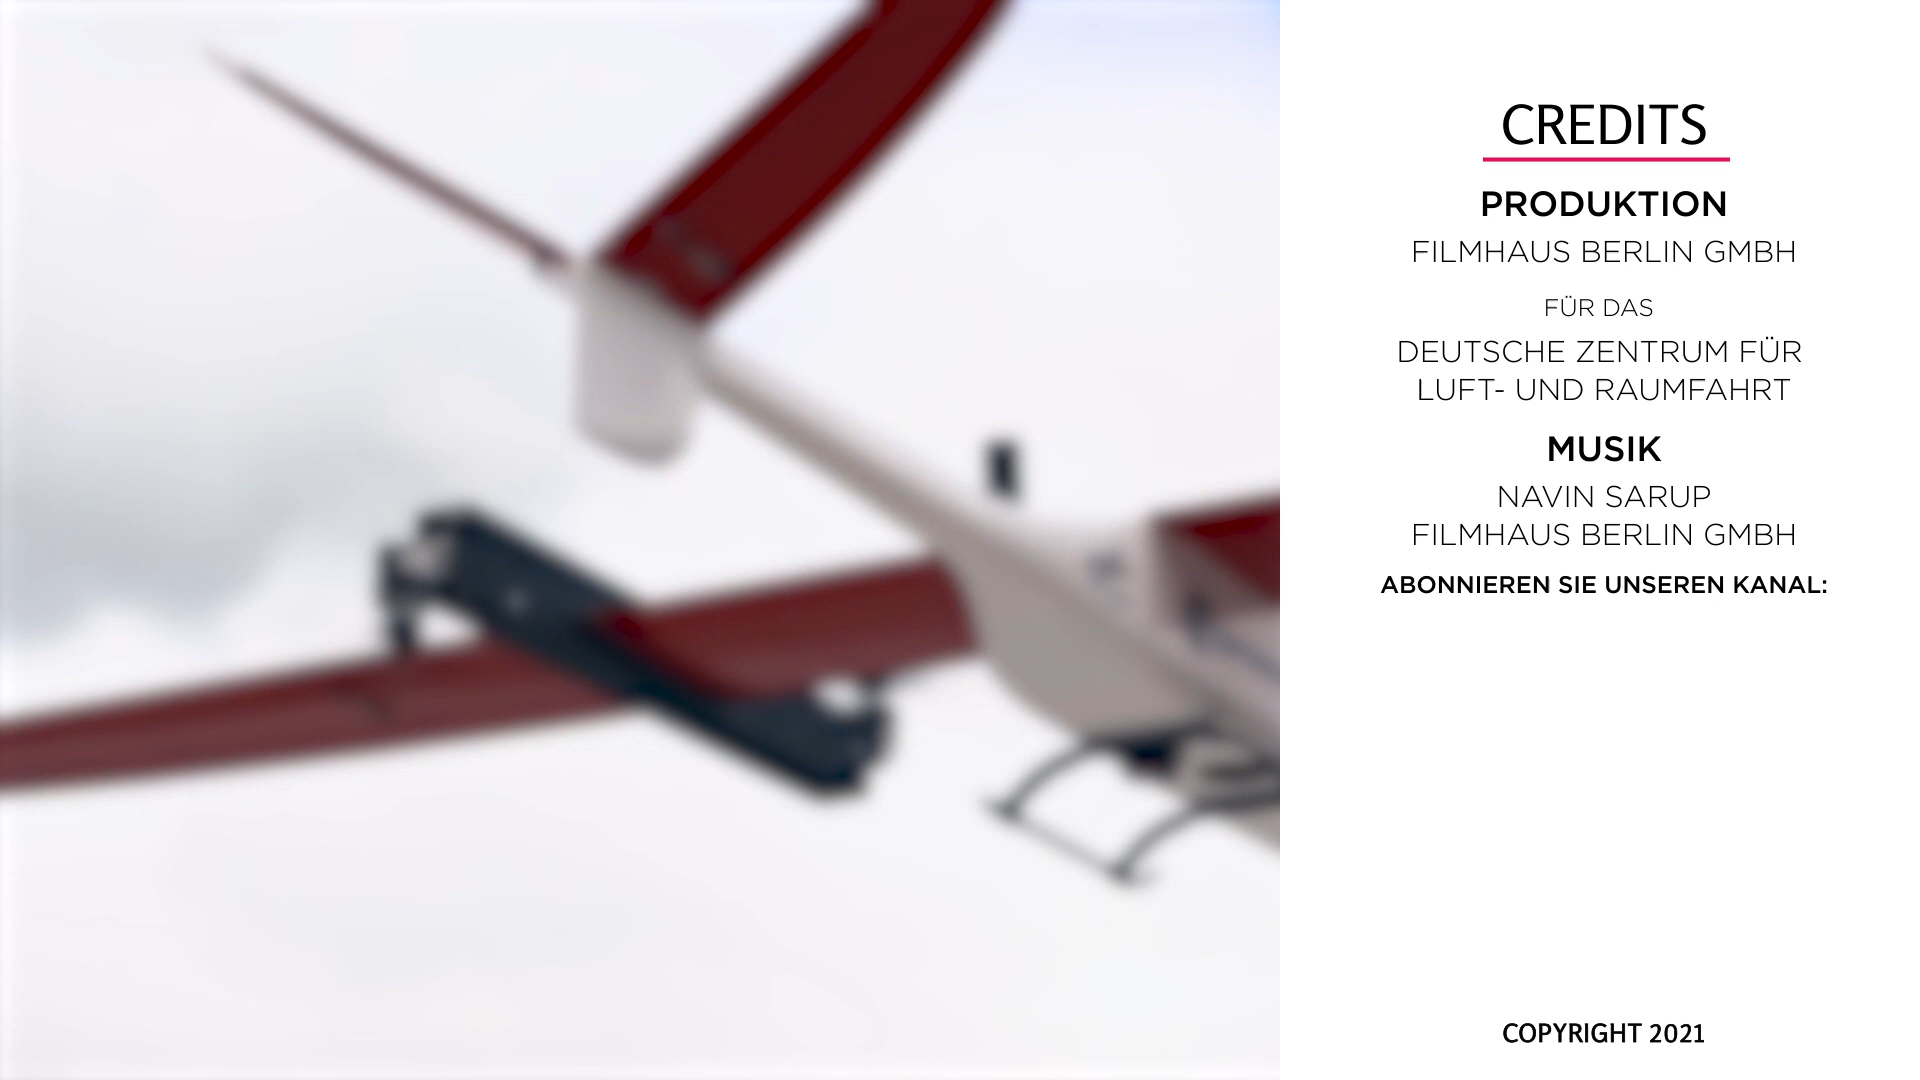 CREDITS
PRODUKTION
FILMHAUS BERLIN GMBH
FÜR DAS
DEUTSCHE ZENTRUM FÜR
LUFT- UND RAUMFAHRT
MUSIK
NAVIN SARUP
FILMHAUS BERLIN GMBH
ABONNIEREN SIE UNSEREN KANAL:
COPYRIGHT 2021